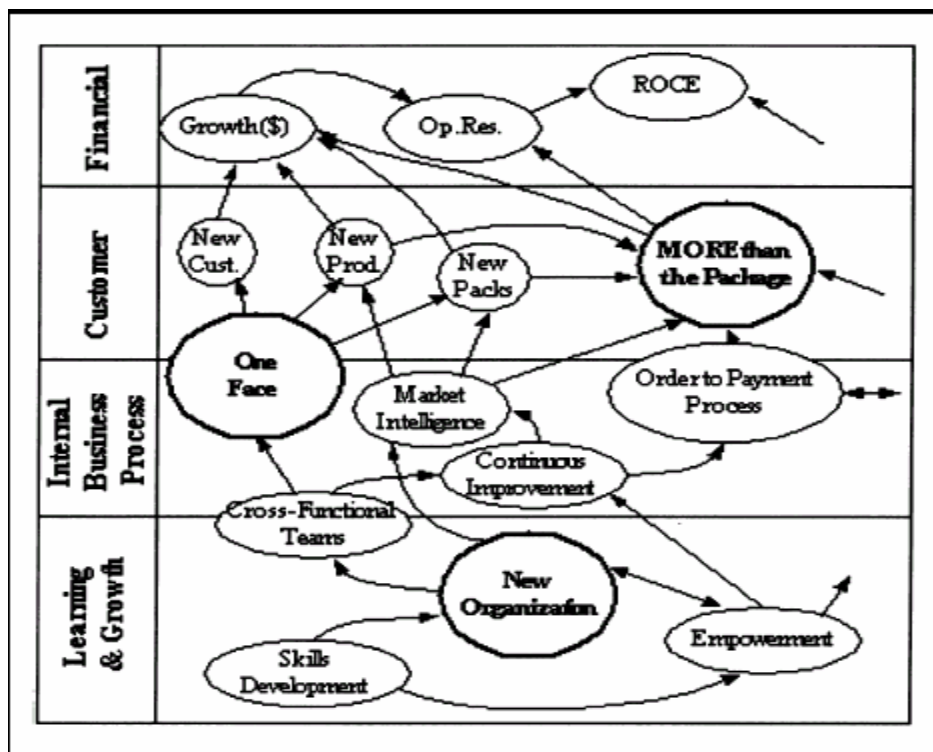 Financial
ROCE
Growth($)
Op.Res.
Customer
New
Cust.
New
Prod.
New
Packs
MORE than
the Package
One
Face
Internal
Business
Process
Market
Intelligence
Order to Payment
Process
Continuous
Improvement
Cross-Functional
Teams
Learning
& Growth
New
Organization
Empowerment
Skills
Development